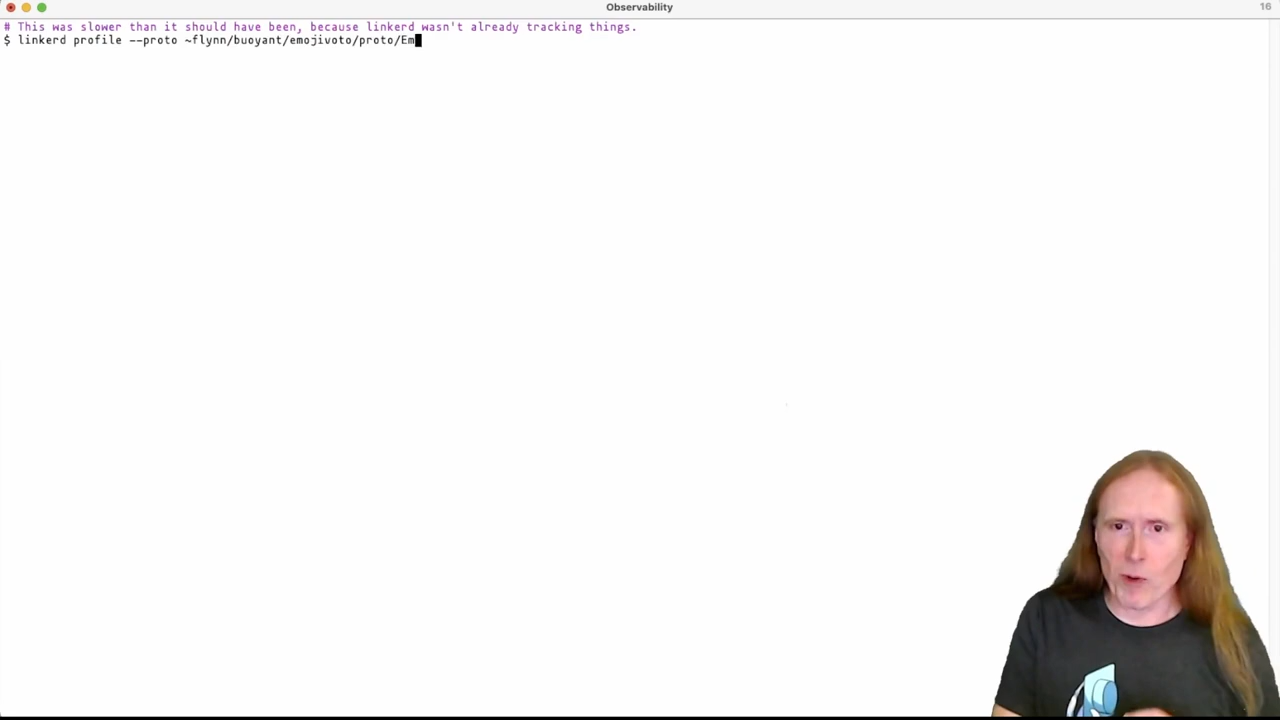 Observability
16
# This was slower than it should have been, because linkerd wasn't already tracking things.
$ linkerd profile --proto ~flynn/buoyant/emojivoto/proto/Em